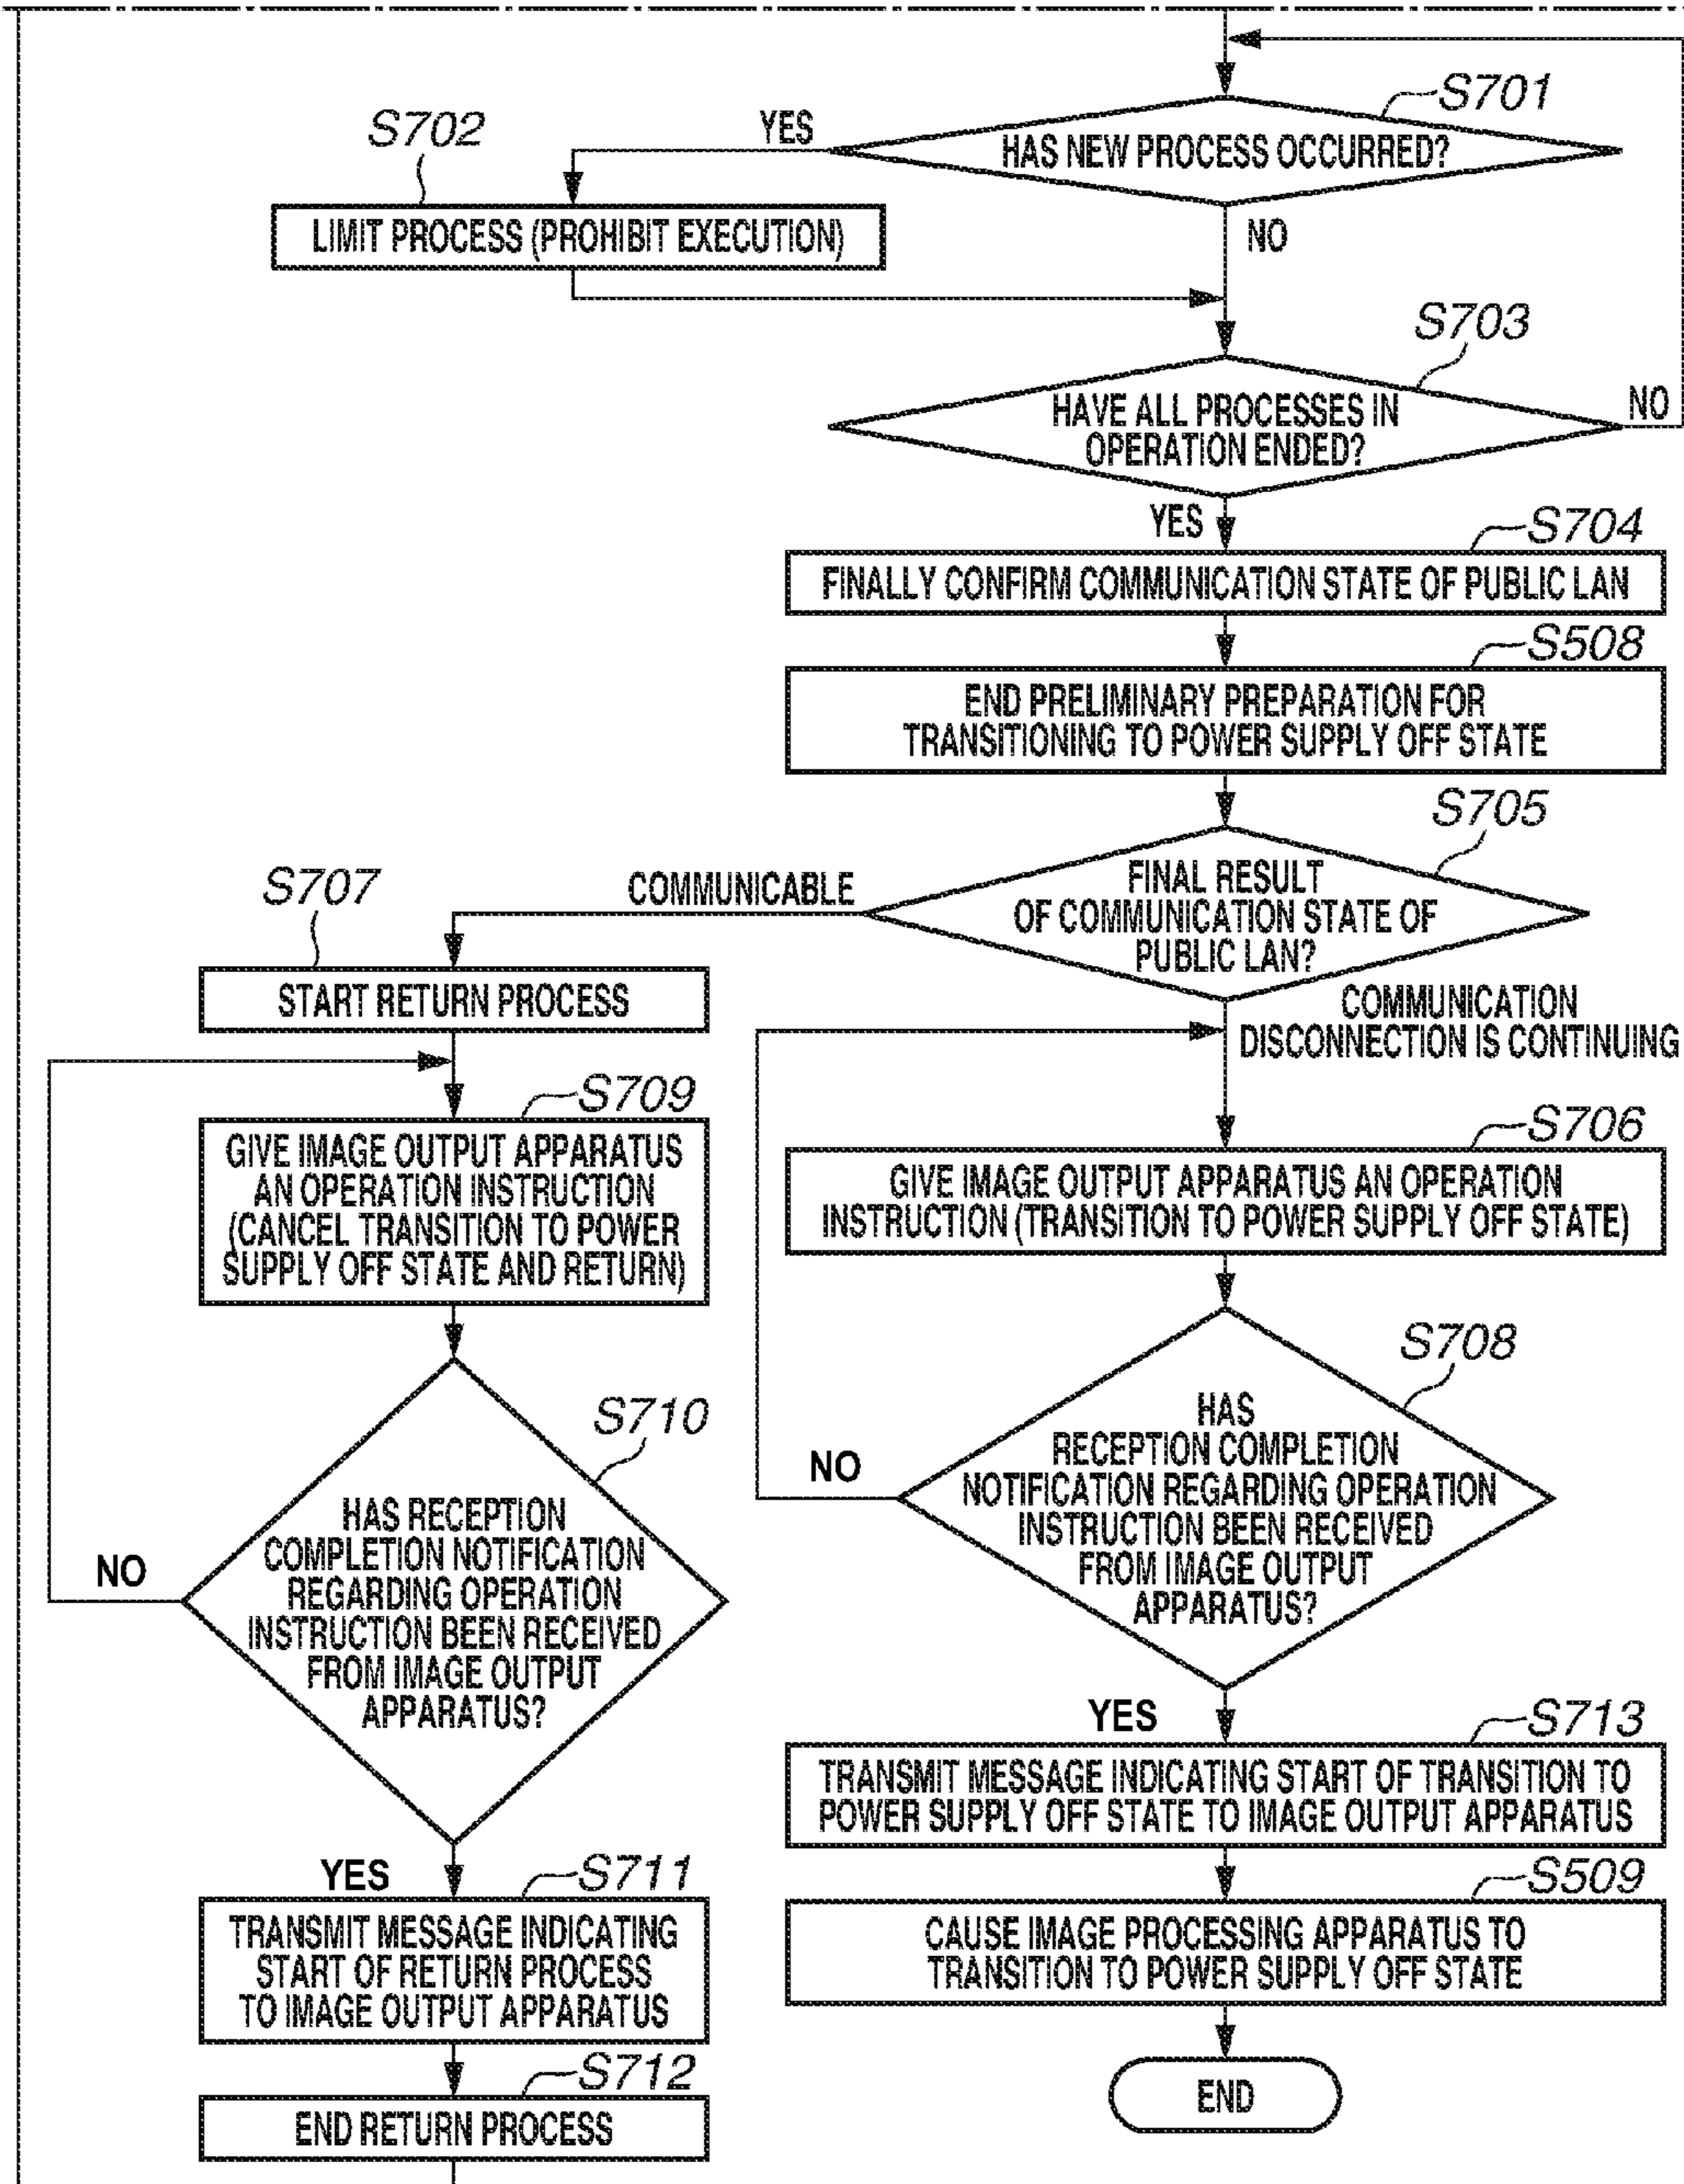 S701
HAS NEW PROCESS OCCURRED?
YES
NO
S702
LIMIT PROCESS (PROHIBIT EXECUTION)
S703
HAVE ALL PROCESSES IN
OPERATION ENDED?
NO
YES
S704
FINALLY CONFIRM COMMUNICATION STATE OF PUBLIC LAN
S508
END PRELIMINARY PREPARATION FOR
TRANSITIONING TO POWER SUPPLY OFF STATE
S705
FINAL RESULT
OF COMMUNICATION STATE OF
PUBLIC LAN?
COMMUNICABLE
COMMUNICATION
DISCONNECTION IS CONTINUING
S707
START RETURN PROCESS
S709
GIVE IMAGE OUTPUT APPARATUS
AN OPERATION INSTRUCTION
(CANCEL TRANSITION TO POWER
SUPPLY OFF STATE AND RETURN)
S710
HAS RECEPTION
COMPLETION NOTIFICATION
REGARDING OPERATION
INSTRUCTION BEEN RECEIVED
FROM IMAGE OUTPUT
APPARATUS?
NO
YES
S711
TRANSMIT MESSAGE INDICATING
START OF RETURN PROCESS
TO IMAGE OUTPUT APPARATUS
S712
END RETURN PROCESS
S706
GIVE IMAGE OUTPUT APPARATUS AN OPERATION
INSTRUCTION (TRANSITION TO POWER SUPPLY OFF STATE)
S708
HAS
RECEPTION COMPLETION
NOTIFICATION REGARDING OPERATION
INSTRUCTION BEEN RECEIVED
FROM IMAGE OUTPUT
APPARATUS?
NO
YES
S713
TRANSMIT MESSAGE INDICATING START OF TRANSITION TO
POWER SUPPLY OFF STATE TO IMAGE OUTPUT APPARATUS
S509
CAUSE IMAGE PROCESSING APPARATUS TO
TRANSITION TO POWER SUPPLY OFF STATE
END